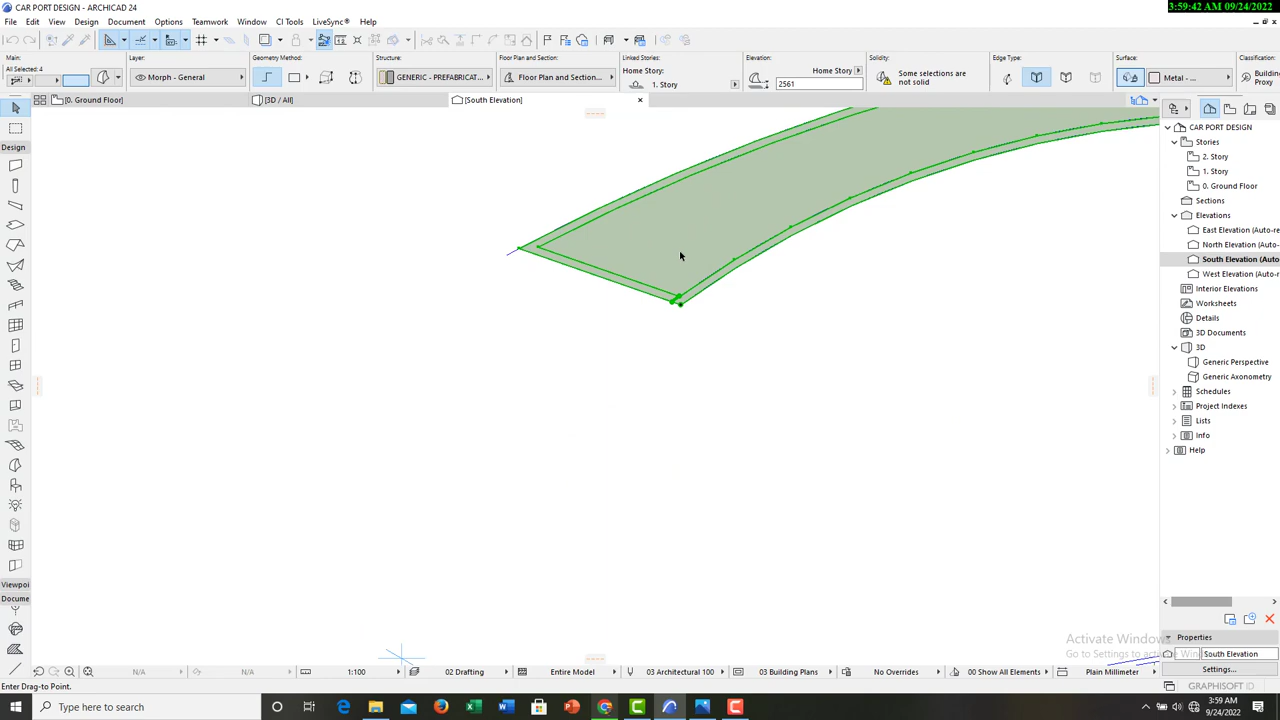 CAR PORT DESIGN - ARCHICAD 24
3:59:42 AM 09/24/2022
File Edit View Design Document Options Teamwork Window CI Tools LiveSync® Help
Main:
All Selected: 4
Layer:
Morph - General
Geometry Method:
Structure:
GENERIC - PREFABRICAT...
Floor Plan and Section:
Floor Plan and Section...
Linked Stories:
Home Story:
1. Story
Elevation:
Home Story
2561
Solidity:
Some selections are
not solid
Edge Type:
Surface:
Metal - ...
Classification
Building
Proxy
[0. Ground Floor]
[3D / All]
[South Elevation]
Design
Viewpoi
Docume
CAR PORT DESIGN
Stories
2. Story
1. Story
0. Ground Floor
Sections
Elevations
East Elevation (Auto-re
North Elevation (Auto-r
South Elevation (Auto
West Elevation (Auto-r
Interior Elevations
Worksheets
Details
3D Documents
3D
Generic Perspective
Generic Axonometry
Schedules
Project Indexes
Lists
Info
Help
Activate Windows
Go to Settings to activate Win
Properties
South Elevation
Settings...
N/A
N/A
1:100
Drafting
Entire Model
03 Architectural 100
03 Building Plans
No Overrides
00 Show All Elements
Plain Millimeter
Enter Drag-to Point.
GRAPHISOFT ID
Type here to search
3:59 AM
9/24/2022